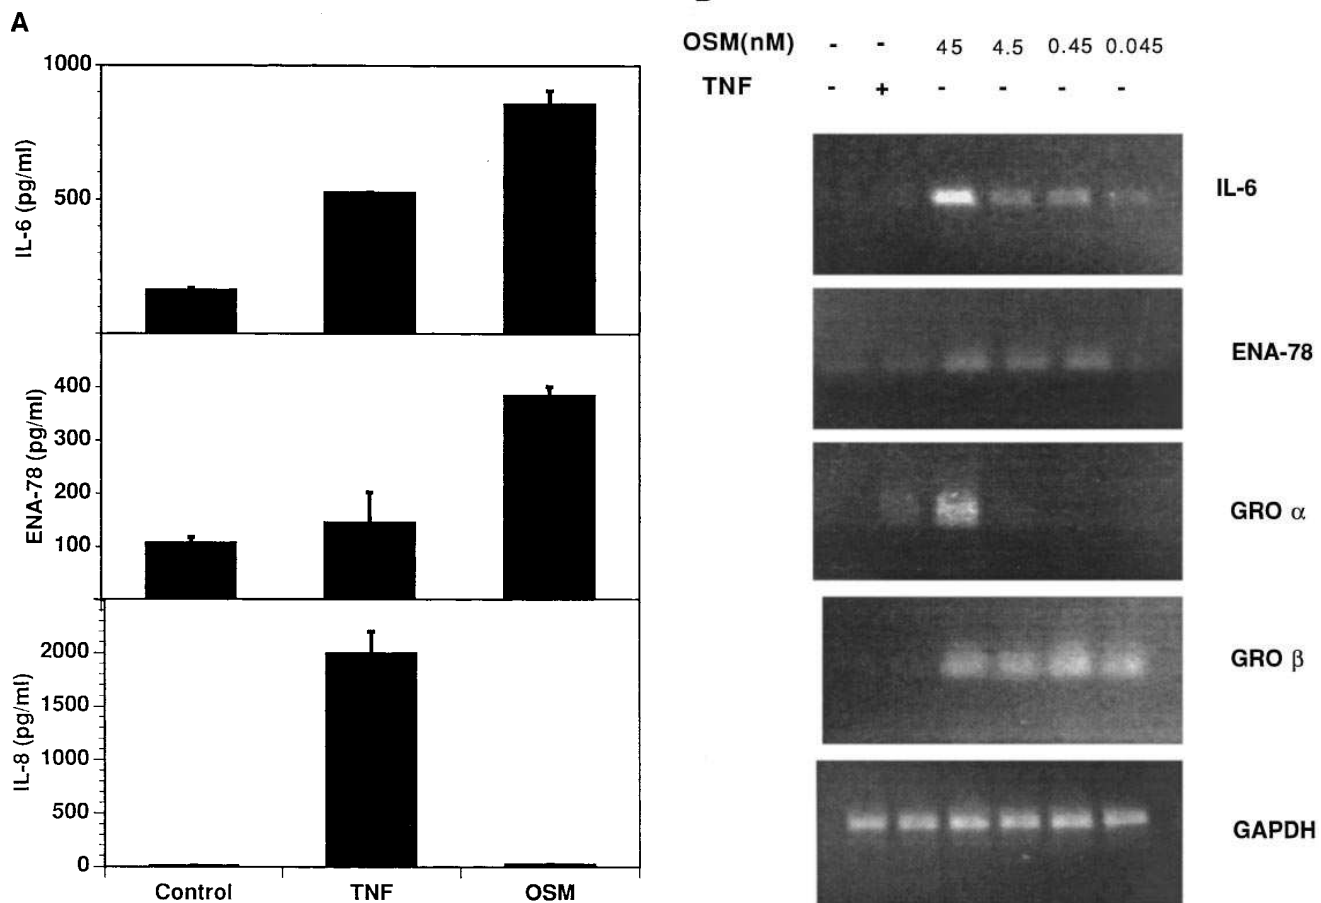 A
1000
500
IL-6 (pg/ml)
400
300
200
100
ENA-78 (pg/ml)
2000
1500
1000
500
0
IL-8 (pg/ml)
Control TNF OSM
OSM(nM) - - 45 4.5 0.45 0.045
TNF - + - - - -
IL-6
ENA-78
GRO α
GRO β
GAPDH